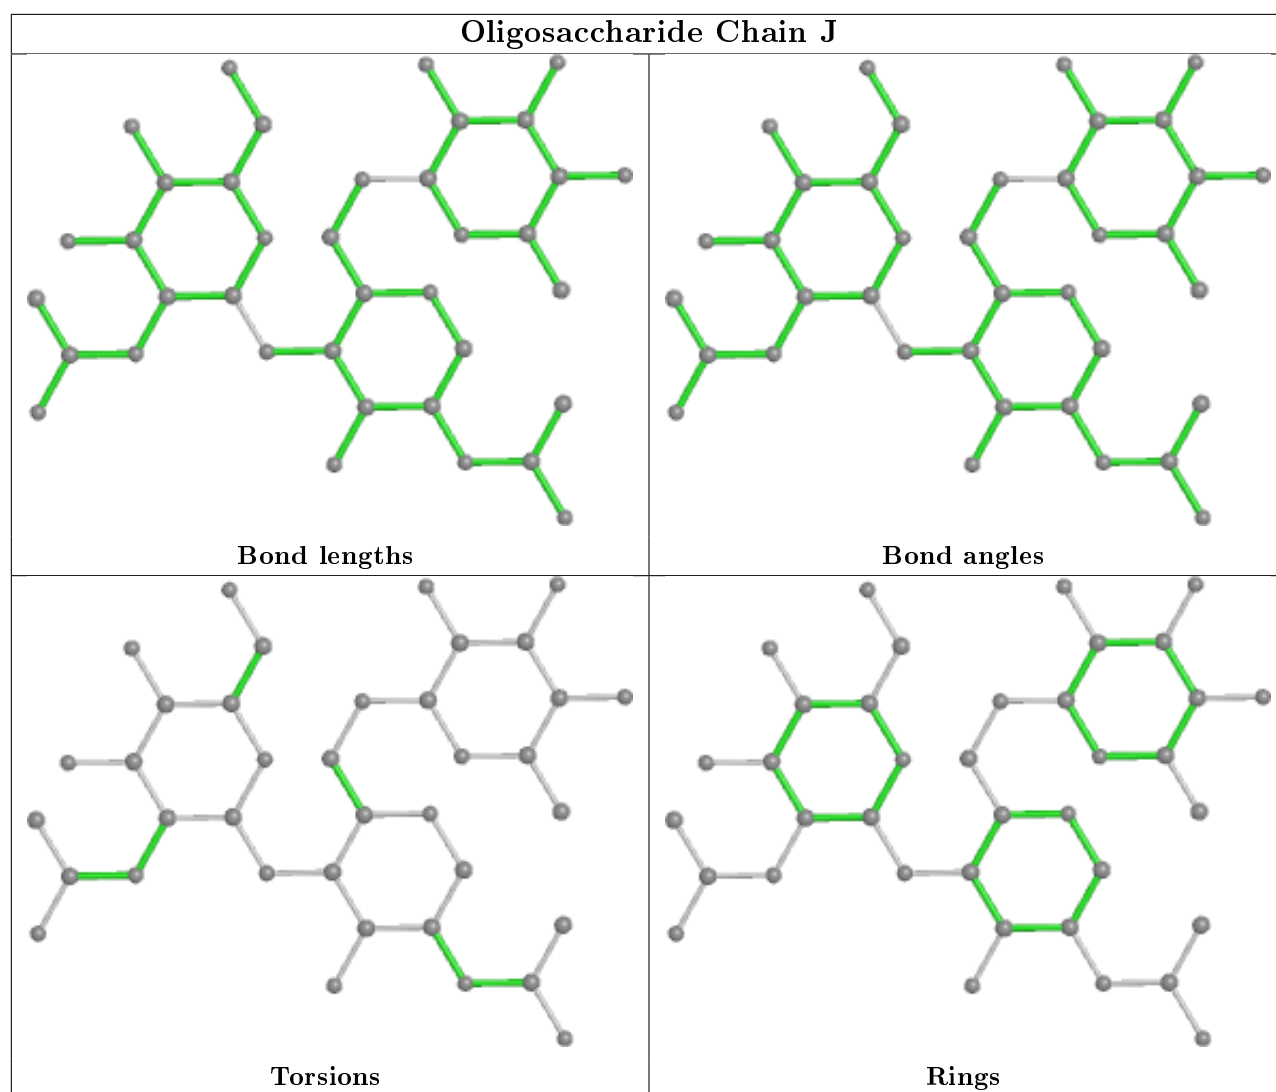 Oligosaccharide Chain J
Bond lengths
Bond angles
Torsions
Rings